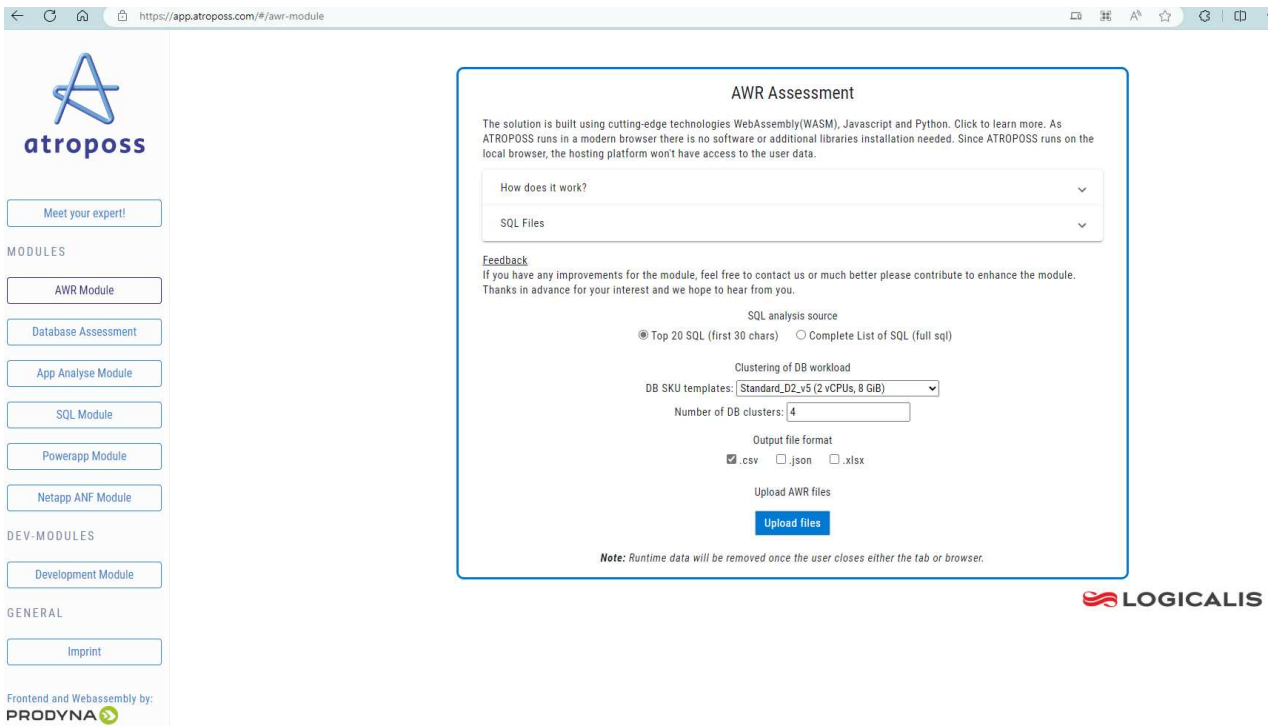 https://app.atroposs.com/#/awr-module
atroposs
Meet your expert!
MODULES
AWR Module
Database Assessment
App Analyse Module
SQL Module
Powerapp Module
Netapp ANF Module
DEV-MODULES
Development Module
GENERAL
Imprint
Frontend and Webassembly by:
PRODYNA
AWR Assessment
The solution is built using cutting-edge technologies WebAssembly(WASM), Javascript and Python. Click to learn more. As
ATROPOSS runs in a modern browser there is no software or additional libraries installation needed. Since ATROPOSS runs on the
local browser, the hosting platform won't have access to the user data.
How does it work?
SQL Files
Feedback
If you have any improvements for the module, feel free to contact us or much better please contribute to enhance the module.
Thanks in advance for your interest and we hope to hear from you.
SQL analysis source
Top 20 SQL (first 30 chars) Complete List of SQL (full sql)
Clustering of DB workload
DB SKU templates: Standard_D2_v5 (2 vCPUs, 8 GiB)
Number of DB clusters: 4
Output file format
.csv .json .xlsx
Upload AWR files
Upload files
Note: Runtime data will be removed once the user closes either the tab or browser.
LOGICALIS